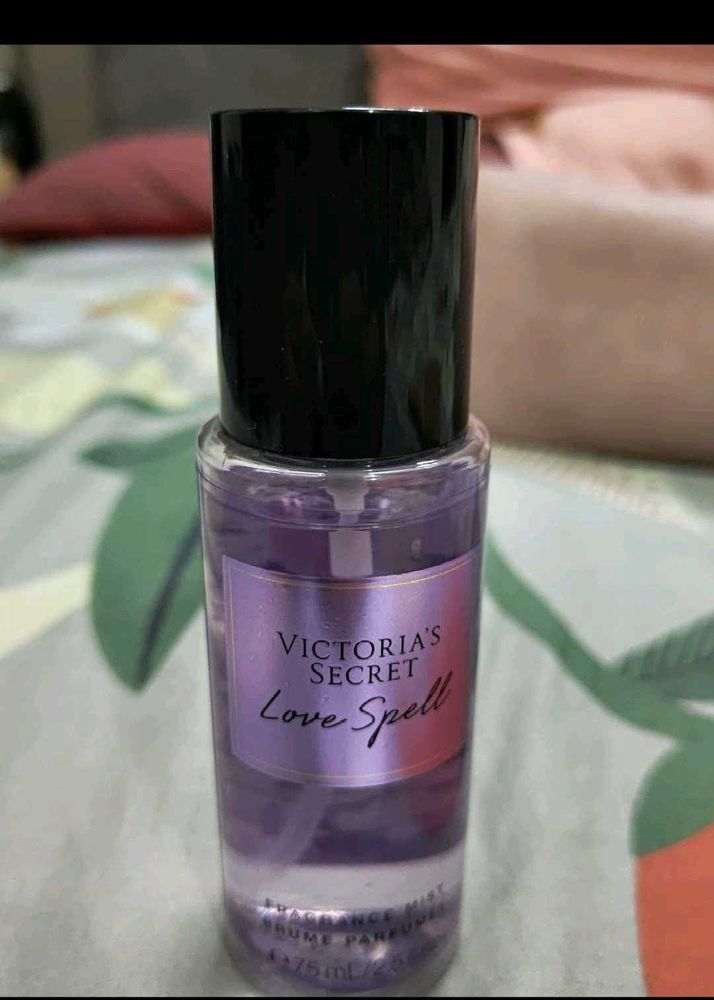 VICTORIA'S
SECRET
Love Spell
FRAGRANCE MIST
BRUME PARFUMÉE
℮75 mL/2.5